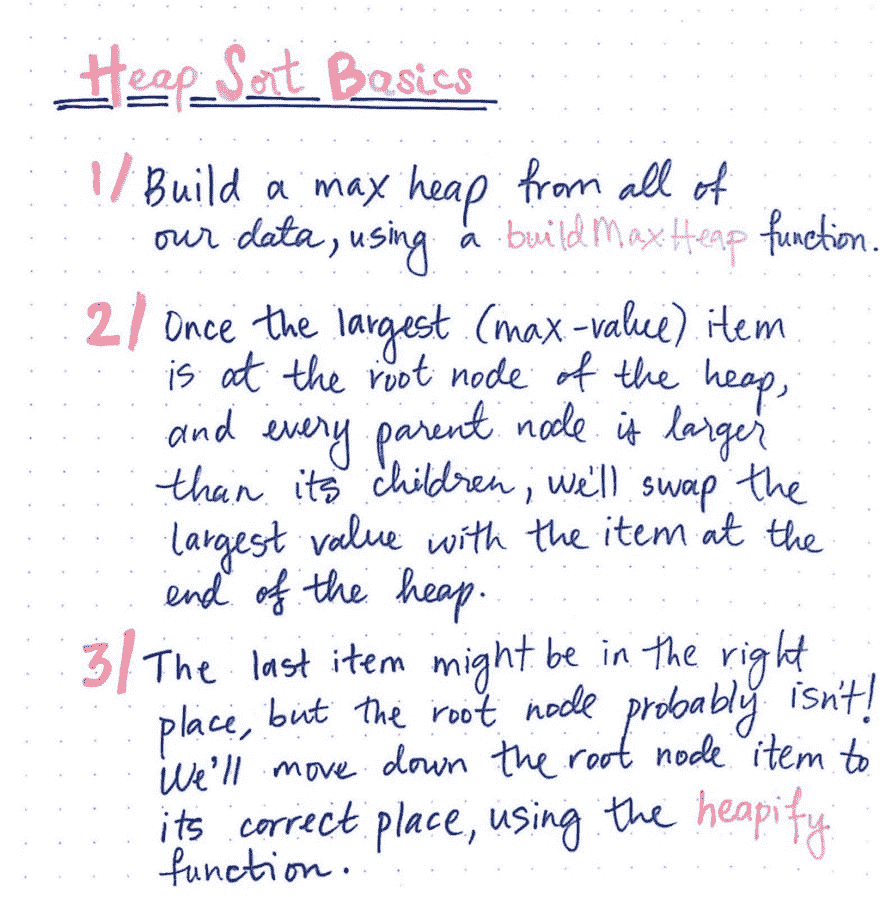 Heap Sort Basics
1/ Build a max heap from all of
our data, using a buildMaxHeap function.
2/ Once the largest (max-value) item
is at the root node of the heap,
and every parent node is larger
than its children, we'll swap the
largest value with the item at the
end of the heap.
3/ The last item might be in the right
place, but the root node probably isn't!
We'll move down the root node item to
its correct place, using the heapify
function.